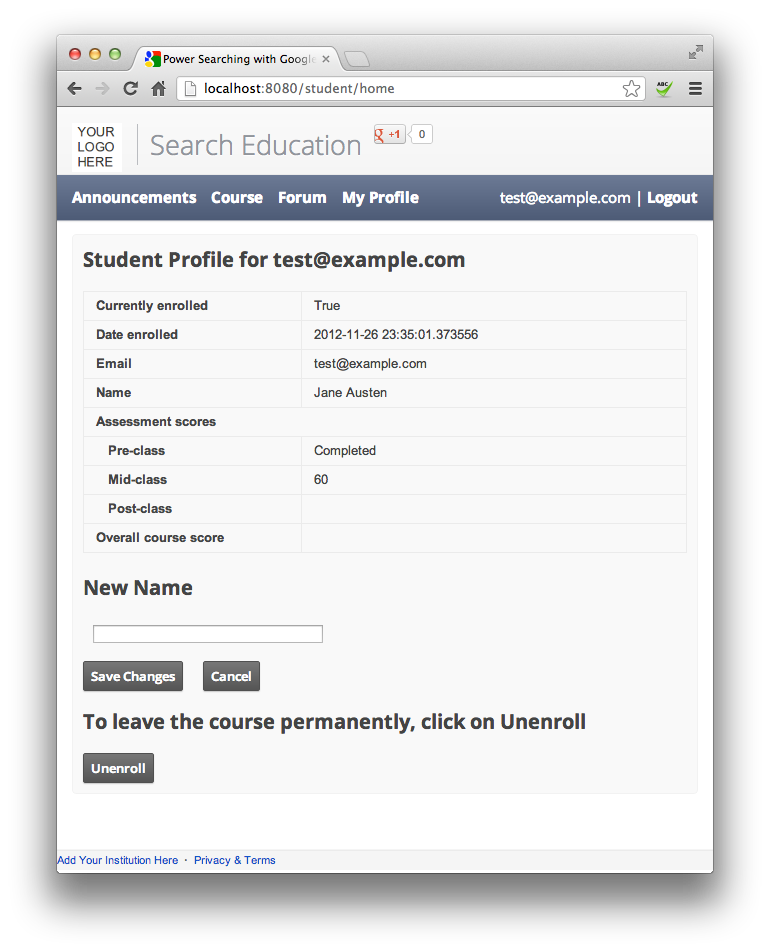 Power Searching with Google
localhost:8080/student/home
ABC
YOUR
LOGO
HERE
Search Education
g +1 0
Announcements Course Forum My Profile test@example.com | Logout
Student Profile for test@example.com
Currently enrolled True
Date enrolled 2012-11-26 23:35:01.373556
Email test@example.com
Name Jane Austen
Assessment scores
Pre-class Completed
Mid-class 60
Post-class
Overall course score
New Name
Save Changes Cancel
To leave the course permanently, click on Unenroll
Unenroll
Add Your Institution Here · Privacy & Terms